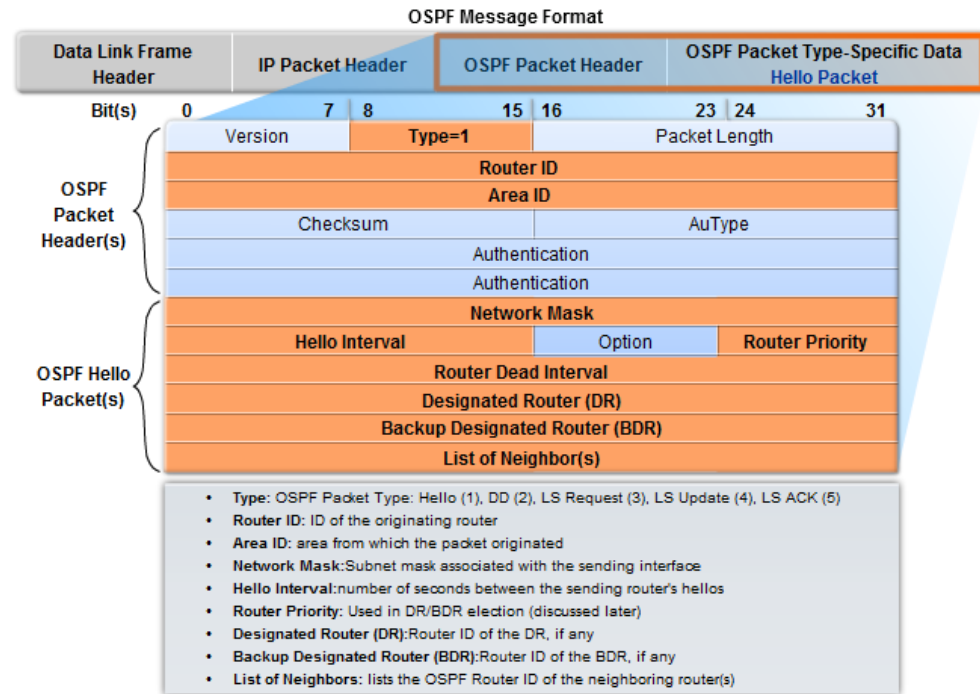 OSPF Message Format
Data Link Frame Header
IP Packet Header
OSPF Packet Header
OSPF Packet Type-Specific Data
Hello Packet
Bit(s) 0 7 8 15 16 23 24 31
OSPF Packet Header(s)
Version Type=1 Packet Length
Router ID
Area ID
Checksum AuType
Authentication
Authentication
OSPF Hello Packet(s)
Network Mask
Hello Interval Option Router Priority
Router Dead Interval
Designated Router (DR)
Backup Designated Router (BDR)
List of Neighbor(s)
• Type: OSPF Packet Type: Hello (1), DD (2), LS Request (3), LS Update (4), LS ACK (5)
• Router ID: ID of the originating router
• Area ID: area from which the packet originated
• Network Mask:Subnet mask associated with the sending interface
• Hello Interval:number of seconds between the sending router's hellos
• Router Priority: Used in DR/BDR election (discussed later)
• Designated Router (DR):Router ID of the DR, if any
• Backup Designated Router (BDR):Router ID of the BDR, if any
• List of Neighbors: lists the OSPF Router ID of the neighboring router(s)